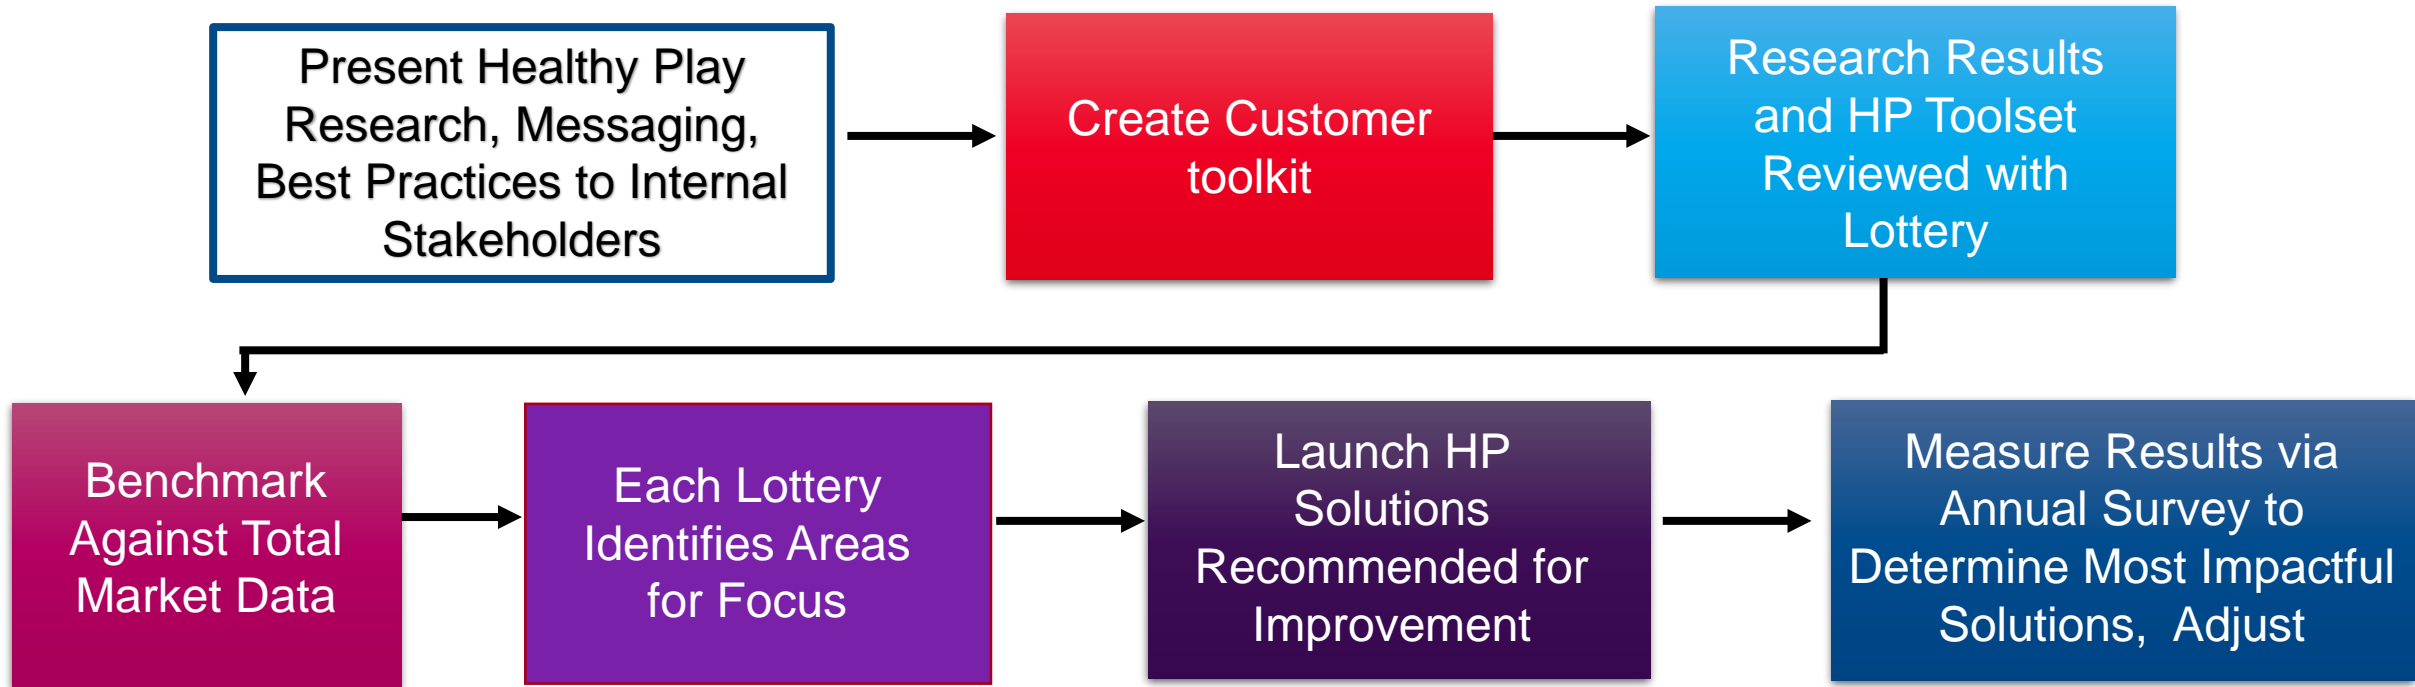 Present Healthy Play
Research, Messaging,
Best Practices to Internal
Stakeholders
Create Customer
toolkit
Research Results
and HP Toolset
Reviewed with
Lottery
Benchmark
Against Total
Market Data
Each Lottery
Identifies Areas
for Focus
Launch HP
Solutions
Recommended for
Improvement
Measure Results via
Annual Survey to
Determine Most Impactful
Solutions, Adjust